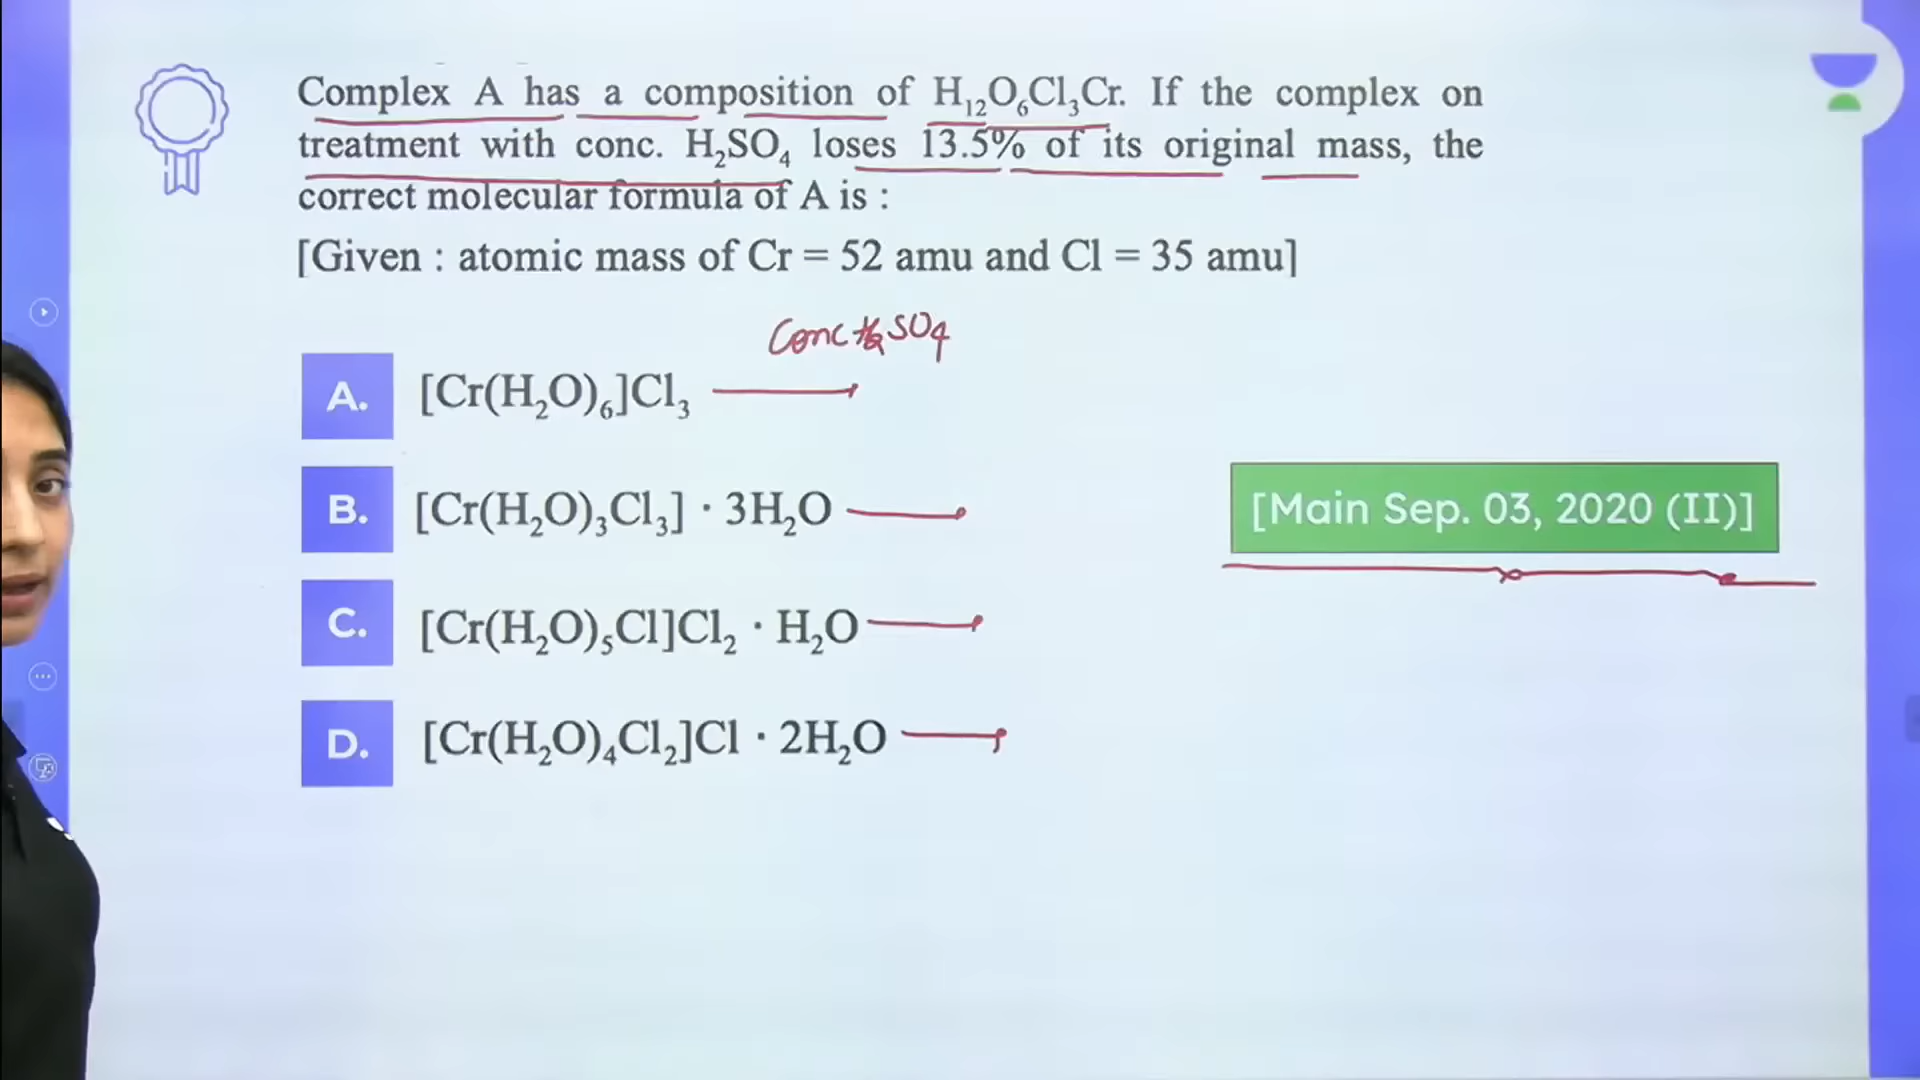 Complex A has a composition of H₁₂O₆Cl₃Cr. If the complex on
treatment with conc. H₂SO₄ loses 13.5% of its original mass, the
correct molecular formula of A is :
[Given : atomic mass of Cr = 52 amu and Cl = 35 amu]
Conc H₂SO₄
A. [Cr(H₂O)₆]Cl₃
B. [Cr(H₂O)₃Cl₃] · 3H₂O
[Main Sep. 03, 2020 (II)]
C. [Cr(H₂O)₅Cl]Cl₂ · H₂O
D. [Cr(H₂O)₄Cl₂]Cl · 2H₂O